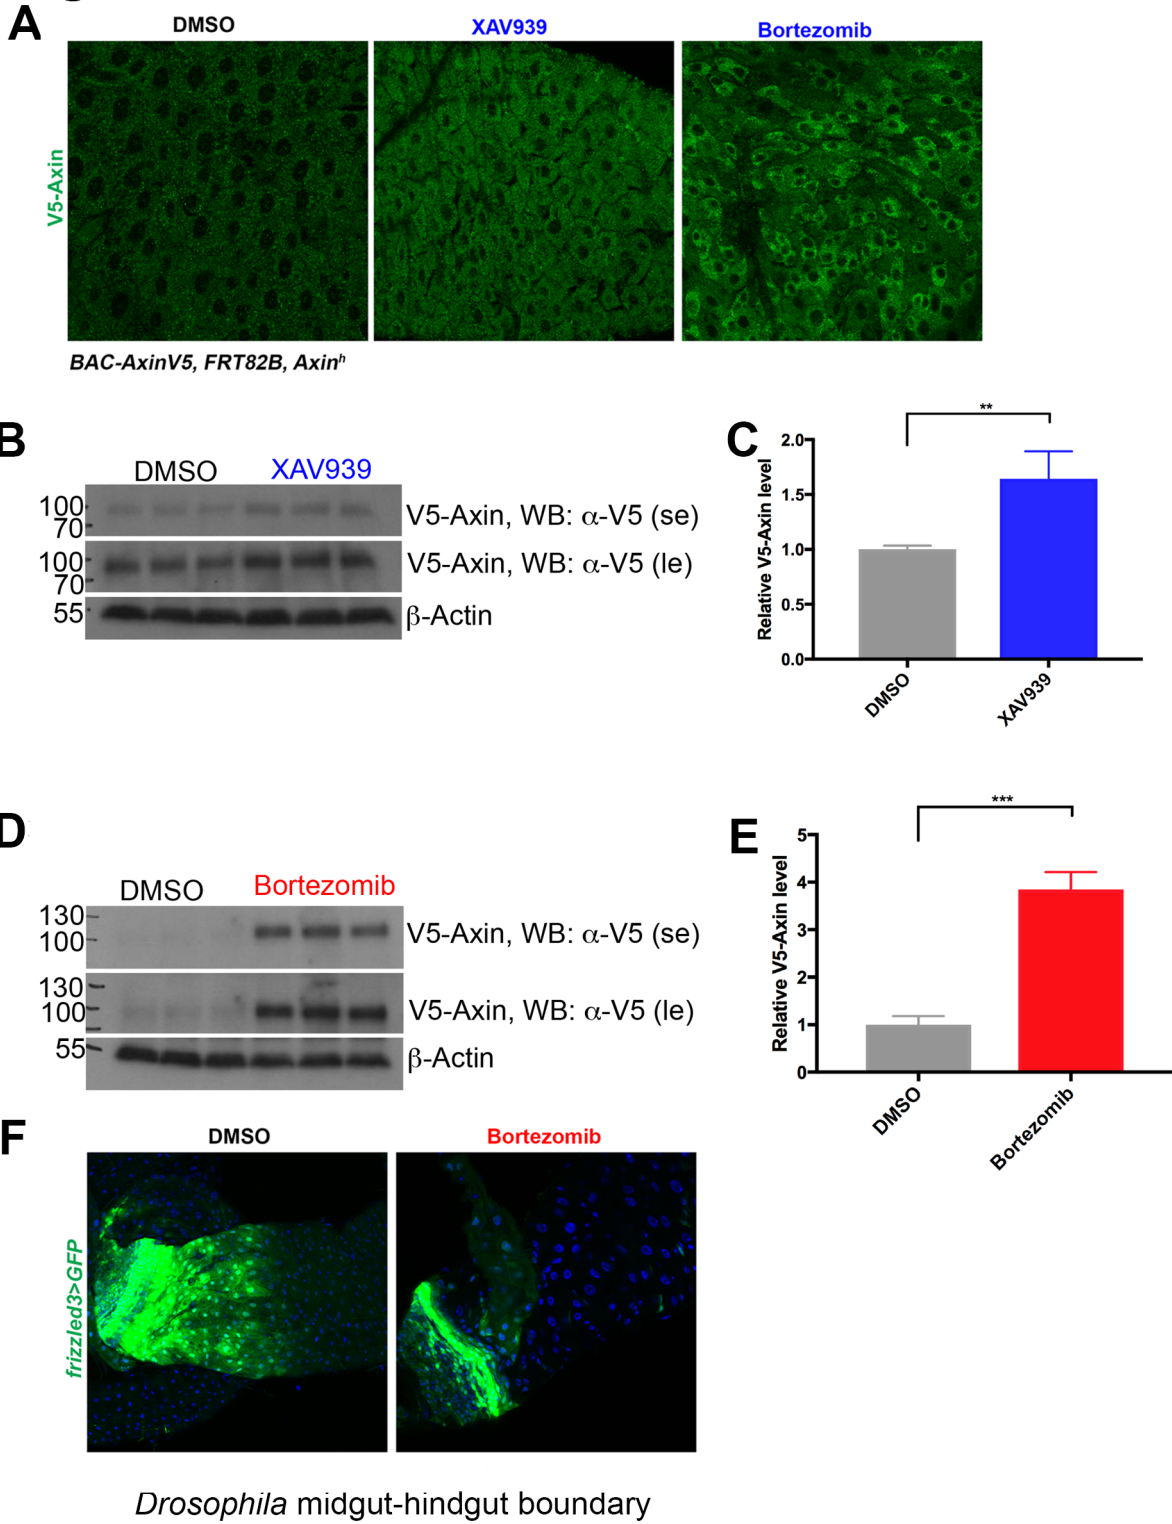 A
DMSO
XAV939
Bortezomib
V5-Axin
BAC-AxinV5, FRT82B, Axinʰ
B
DMSO
XAV939
100
70
V5-Axin, WB: α-V5 (se)
100
70
V5-Axin, WB: α-V5 (le)
55
β-Actin
C
**
Relative V5-Axin level
2.0
1.5
1.0
0.5
0.0
DMSO
XAV939
D
DMSO
Bortezomib
130
100
V5-Axin, WB: α-V5 (se)
130
100
V5-Axin, WB: α-V5 (le)
55
β-Actin
E
***
Relative V5-Axin level
5
4
3
2
1
0
DMSO
Bortezomib
F
DMSO
Bortezomib
frizzled3>GFP
Drosophila midgut-hindgut boundary